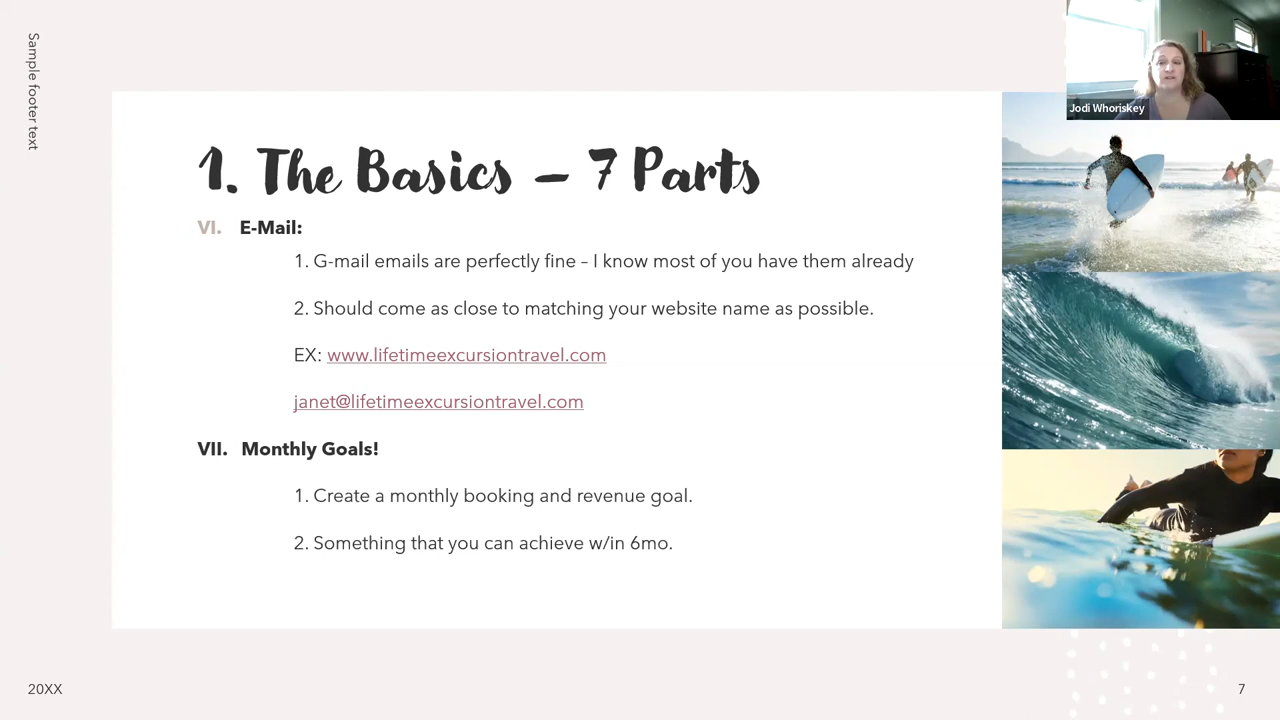 Sample footer text
Jodi Whoriskey
1. The Basics – 7 Parts
VI. E-Mail:
1. G-mail emails are perfectly fine – I know most of you have them already
2. Should come as close to matching your website name as possible.
EX: www.lifetimeexcursiontravel.com
janet@lifetimeexcursiontravel.com
VII. Monthly Goals!
1. Create a monthly booking and revenue goal.
2. Something that you can achieve w/in 6mo.
20XX
7